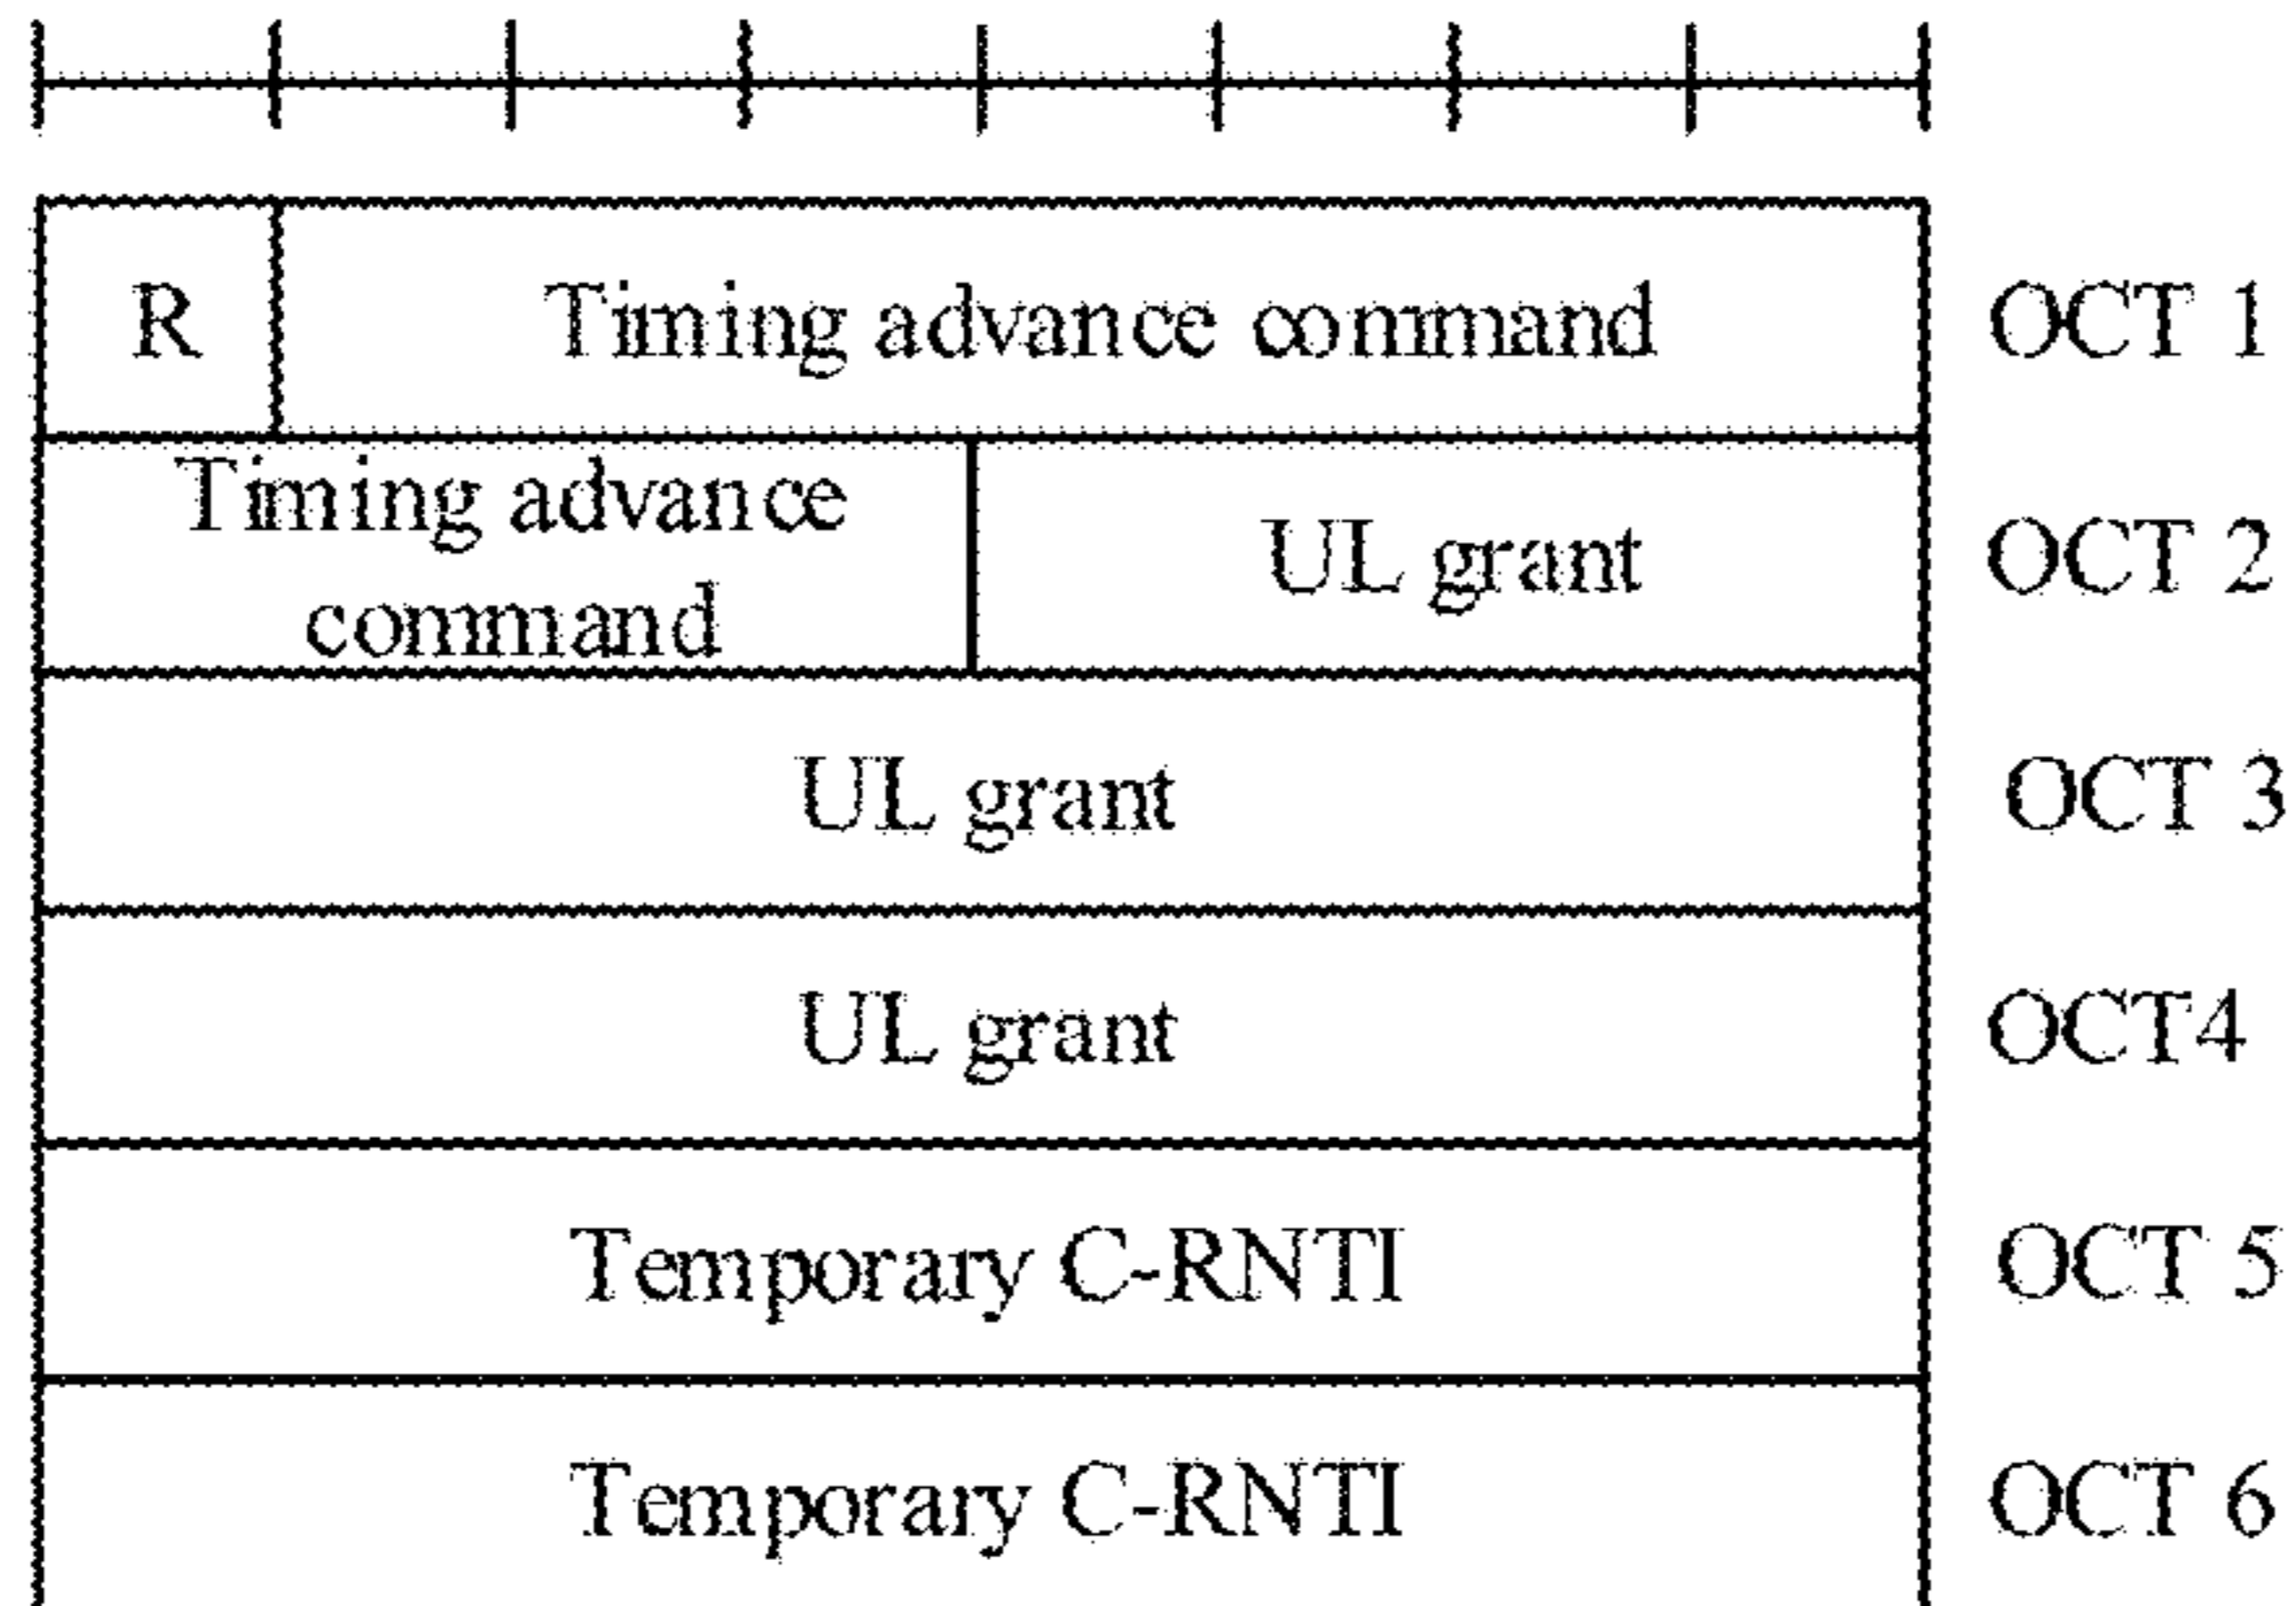 R Timing advance command OCT 1
Timing advance
command
UL grant OCT 2
UL grant OCT 3
UL grant OCT4
Temporary C-RNTI OCT 5
Temporary C-RNTI OCT 6